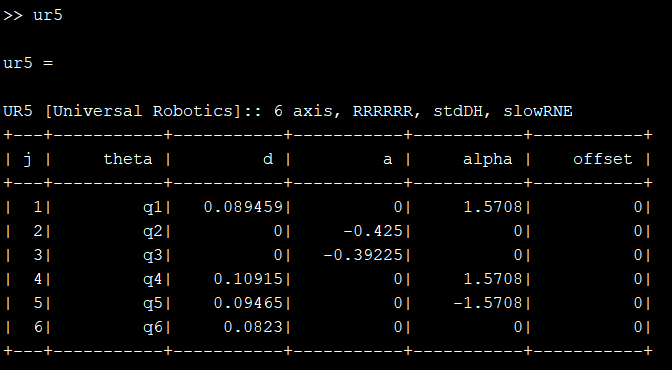 >> ur5
ur5 =
UR5 [Universal Robotics]:: 6 axis, RRRRRR, stdDH, slowRNE
+---+-----------+-----------+-----------+-----------+-----------+
| j |     theta |         d |         a |     alpha |    offset |
+---+-----------+-----------+-----------+-----------+-----------+
|  1|         q1|   0.089459|          0|     1.5708|          0|
|  2|         q2|          0|     -0.425|          0|          0|
|  3|         q3|          0|   -0.39225|          0|          0|
|  4|         q4|    0.10915|          0|     1.5708|          0|
|  5|         q5|    0.09465|          0|    -1.5708|          0|
|  6|         q6|     0.0823|          0|          0|          0|
+---+-----------+-----------+-----------+-----------+-----------+